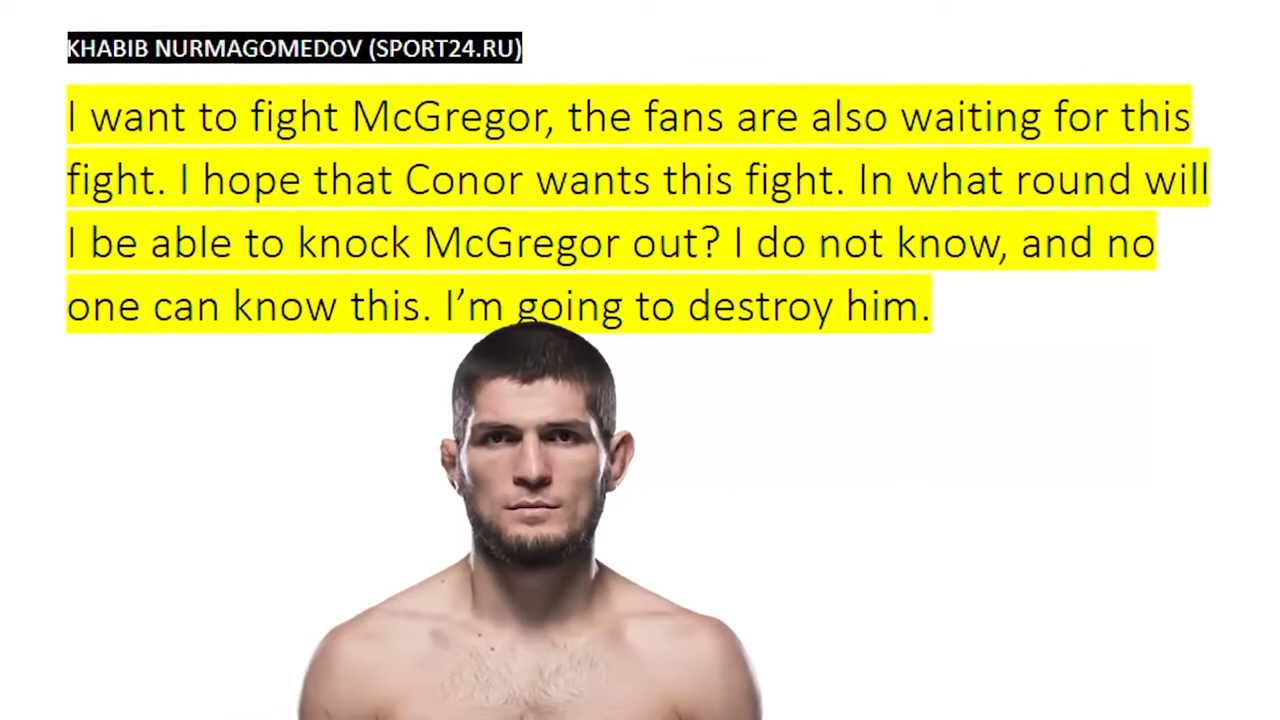 KHABIB NURMAGOMEDOV (SPORT24.RU)
I want to fight McGregor, the fans are also waiting for this
fight. I hope that Conor wants this fight. In what round will
I be able to knock McGregor out? I do not know, and no
one can know this. I’m going to destroy him.